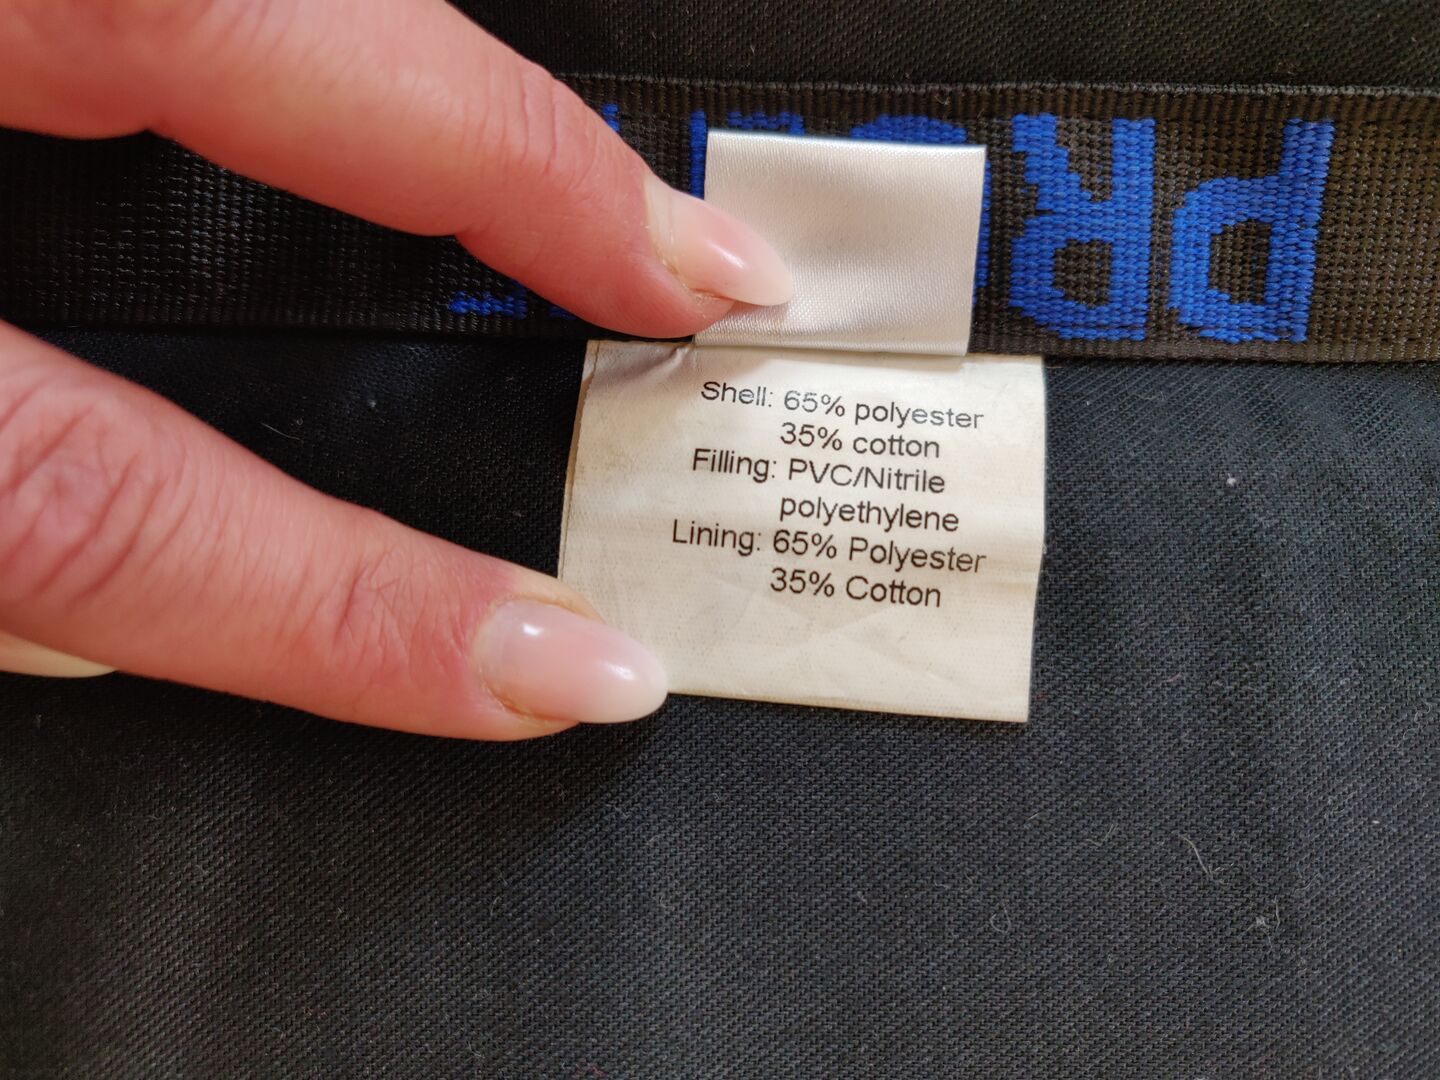 Shell: 65% polyester
35% cotton
Filling: PVC/Nitrile
polyethylene
Lining: 65% Polyester
35% Cotton